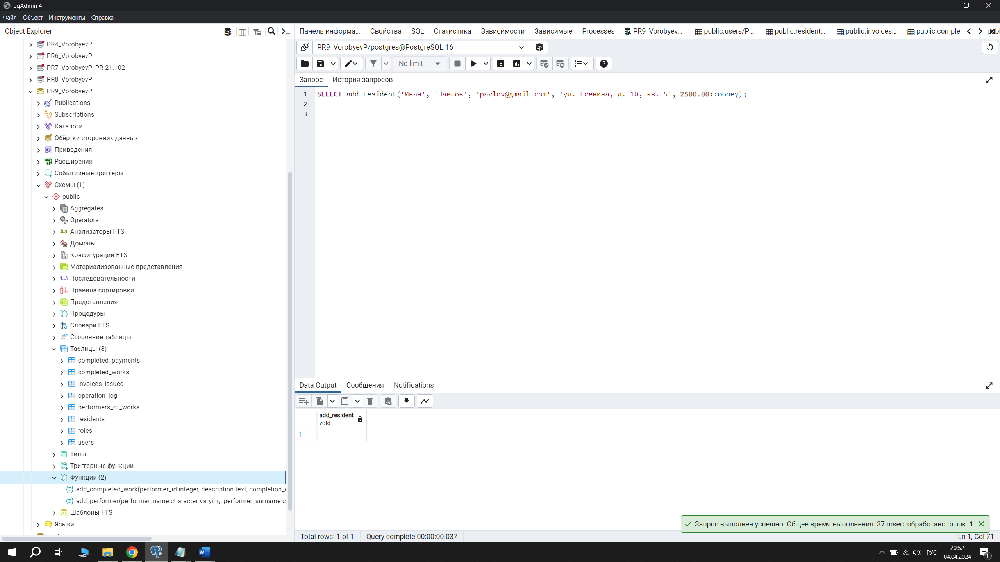 pgAdmin 4
Файл Объект Инструменты Справка
Object Explorer
PR4_VorobyevP
PR6_VorobyevP
PR7_VorobyevP_PR-21.102
PR8_VorobyevP
PR9_VorobyevP
Publications
Subscriptions
Каталоги
Обёртки сторонних данных
Приведения
Расширения
Событийные триггеры
Схемы (1)
public
Aggregates
Operators
Анализаторы FTS
Домены
Конфигурации FTS
Материализованные представления
Последовательности
Правила сортировки
Представления
Процедуры
Словари FTS
Сторонние таблицы
Таблицы (8)
completed_payments
completed_works
invoices_issued
operation_log
performers_of_works
residents
roles
users
Типы
Триггерные функции
Функции (2)
add_completed_work(performer_id integer, description text, completion_
add_performer(performer_name character varying, performer_surname c
Шаблоны FTS
Языки
Панель информа... Свойства SQL Статистика Зависимости Зависимые Processes PR9_Vorobyev... public.users/P... public.resident... public.invoices... public.comple
PR9_VorobyevP/postgres@PostgreSQL 16
No limit
Запрос История запросов
1 SELECT add_resident('Иван', 'Павлов', 'pavlov@gmail.com', 'ул. Есенина, д. 10, кв. 5', 2500.00::money);
2
3
Data Output Сообщения Notifications
add_resident
void
1
Запрос выполнен успешно. Общее время выполнения: 37 msec. обработано строк: 1.
Total rows: 1 of 1 Query complete 00:00:00.037 Ln 1, Col 71
РУС
20:52
04.04.2024
1